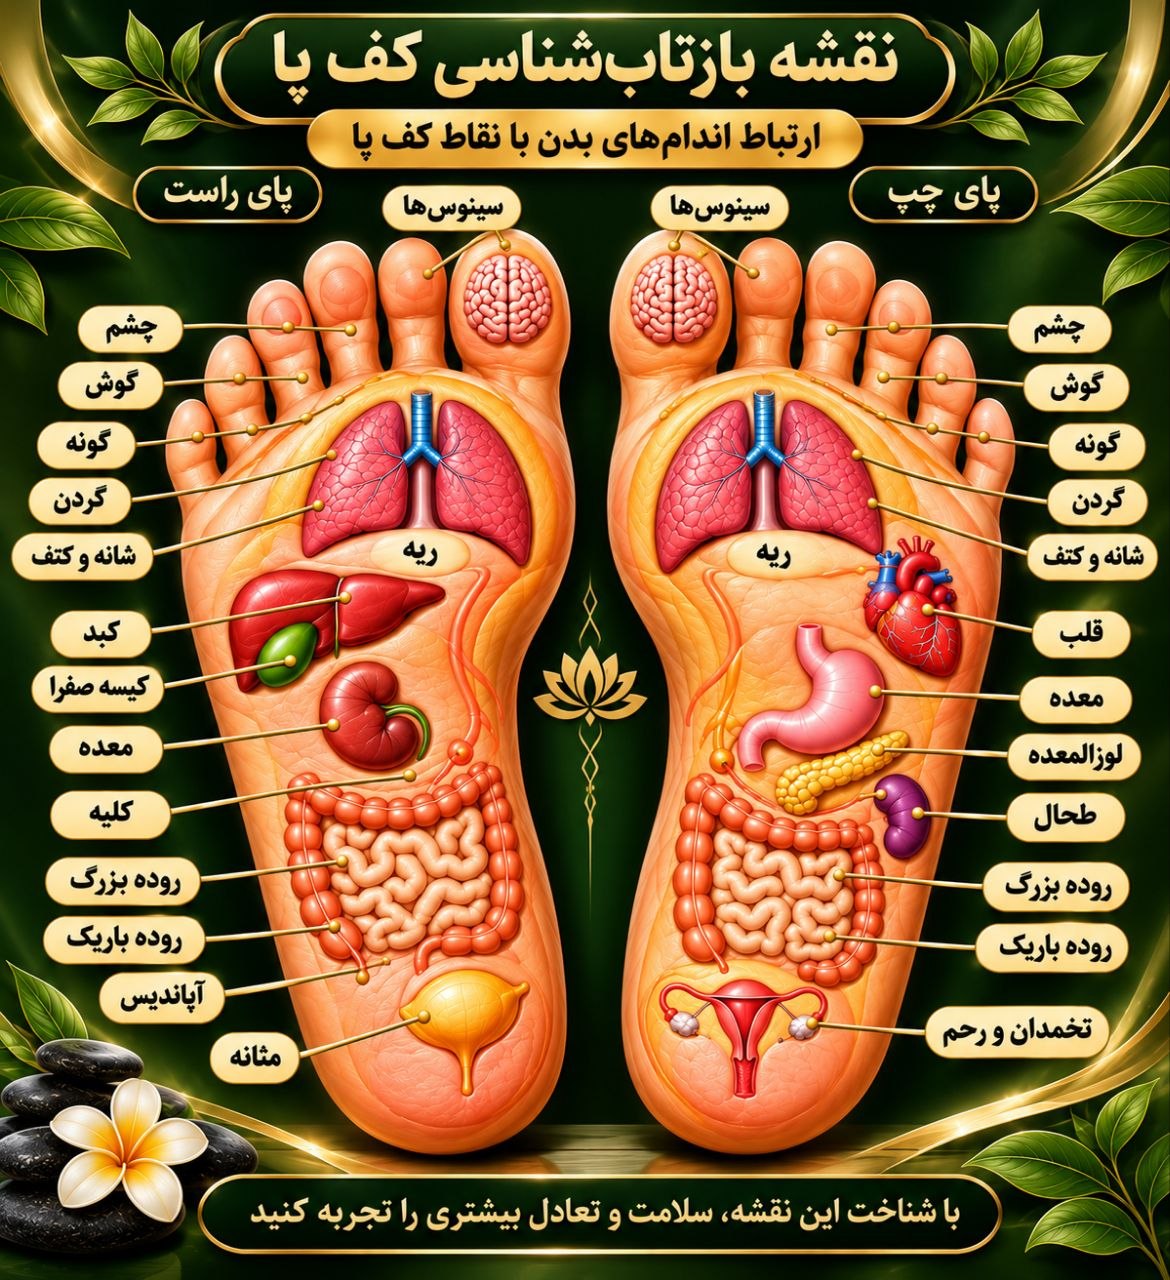 نقشه بازتاب‌شناسی کف پا
ارتباط اندام‌های بدن با نقاط کف پا
پای چپ
پای راست
سینوس‌ها
سینوس‌ها
چشم
گوش
گونه
گردن
شانه و کتف
ریه
قلب
معده
لوزالمعده
طحال
روده بزرگ
روده باریک
تخمدان و رحم
چشم
گوش
گونه
گردن
شانه و کتف
ریه
کبد
کیسه صفرا
معده
کلیه
روده بزرگ
روده باریک
آپاندیس
مثانه
با شناخت این نقشه، سلامت و تعادل بیشتری را تجربه کنید